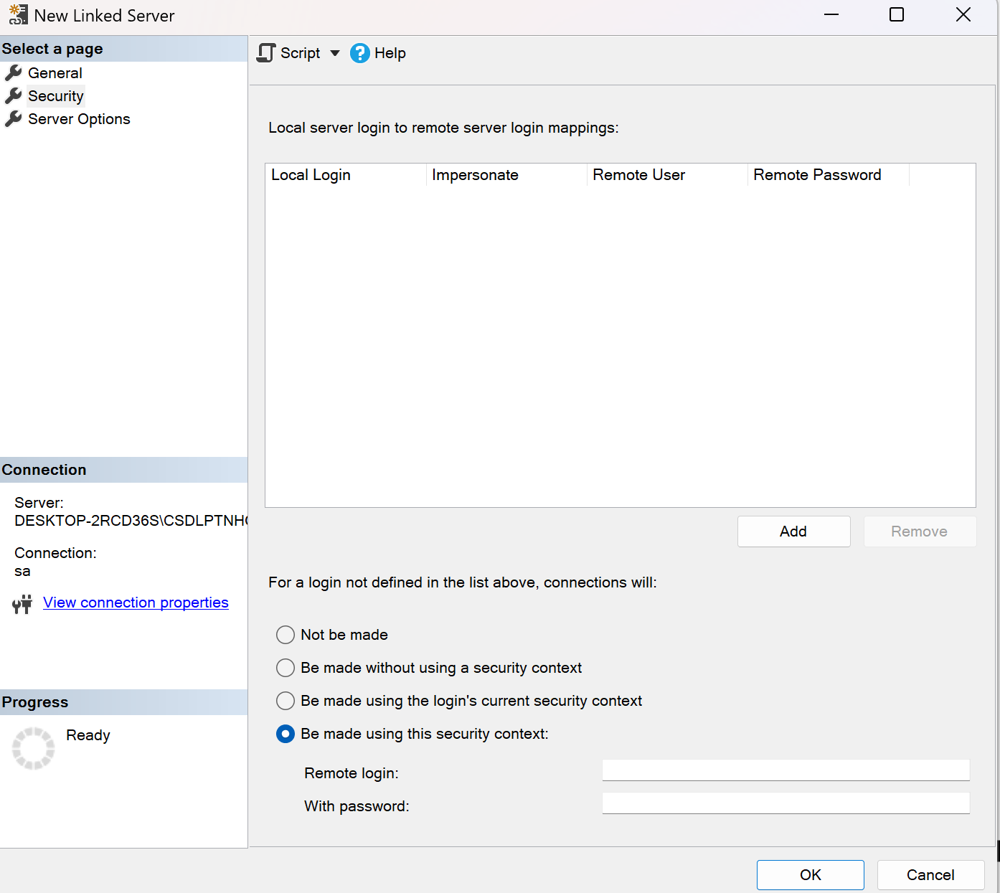 New Linked Server
Select a page
General
Security
Server Options
Script
Help
Local server login to remote server login mappings:
Local Login Impersonate Remote User Remote Password
Add Remove
For a login not defined in the list above, connections will:
Not be made
Be made without using a security context
Be made using the login's current security context
Be made using this security context:
Remote login:
With password:
Connection
Server:
DESKTOP-2RCD36S\CSDLPTNH
Connection:
sa
View connection properties
Progress
Ready
OK Cancel